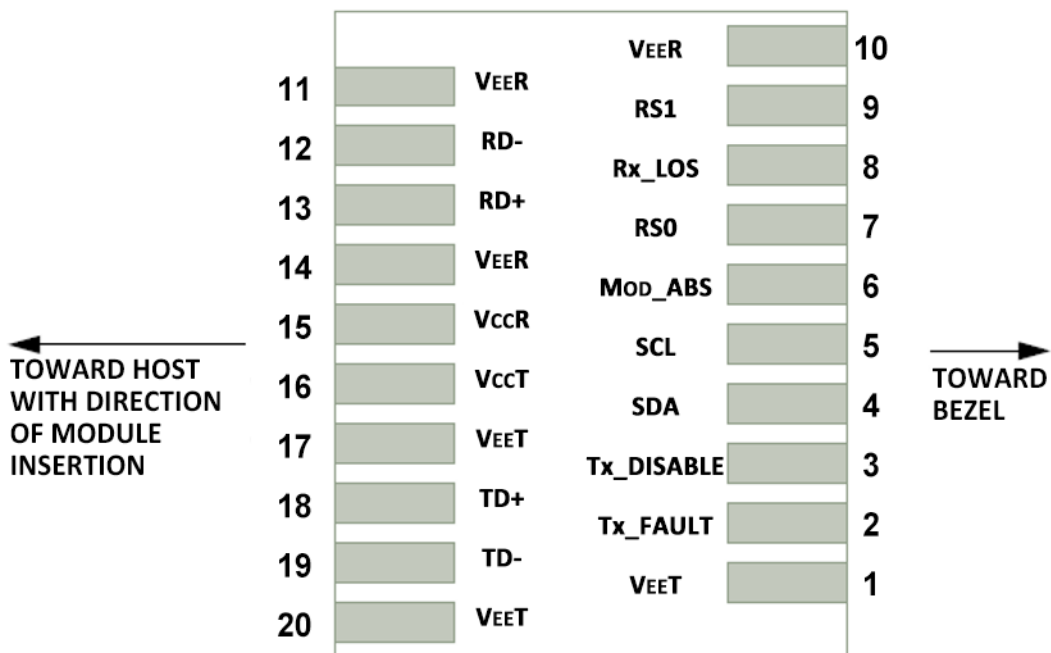 VEER 10
11 VEER
RS1 9
12 RD-
Rx_LOS 8
13 RD+
RS0 7
14 VEER
MOD_ABS 6
15 VCCR
SCL 5
16 VCCT
SDA 4
17 VEET
Tx_DISABLE 3
18 TD+
Tx_FAULT 2
19 TD-
VEET 1
20 VEET
TOWARD HOST
WITH DIRECTION
OF MODULE
INSERTION
TOWARD
BEZEL